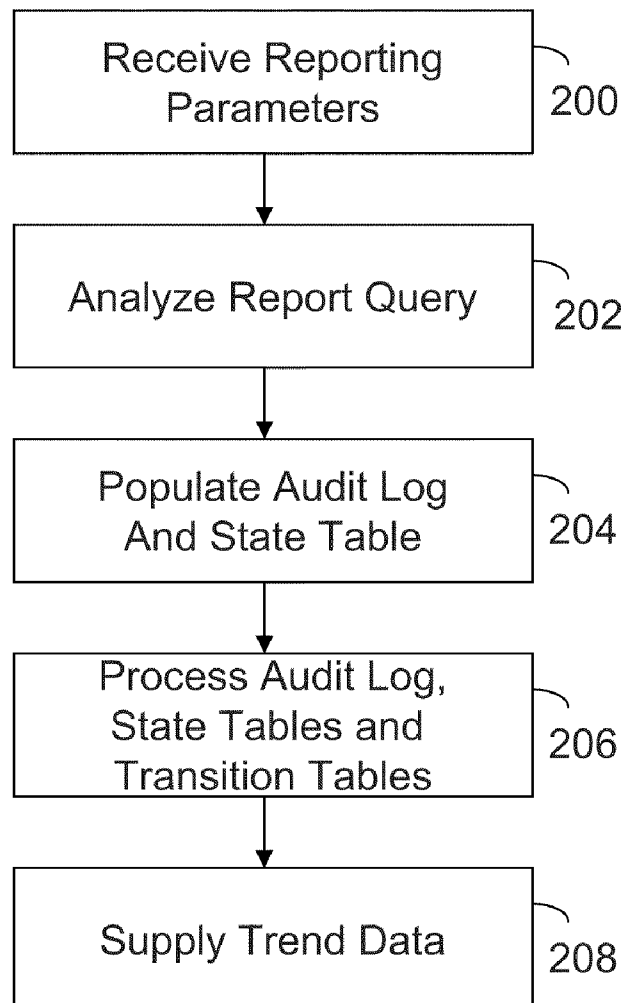 Receive Reporting
Parameters
200
Analyze Report Query
202
Populate Audit Log
And State Table
204
Process Audit Log,
State Tables and
Transition Tables
206
Supply Trend Data
208